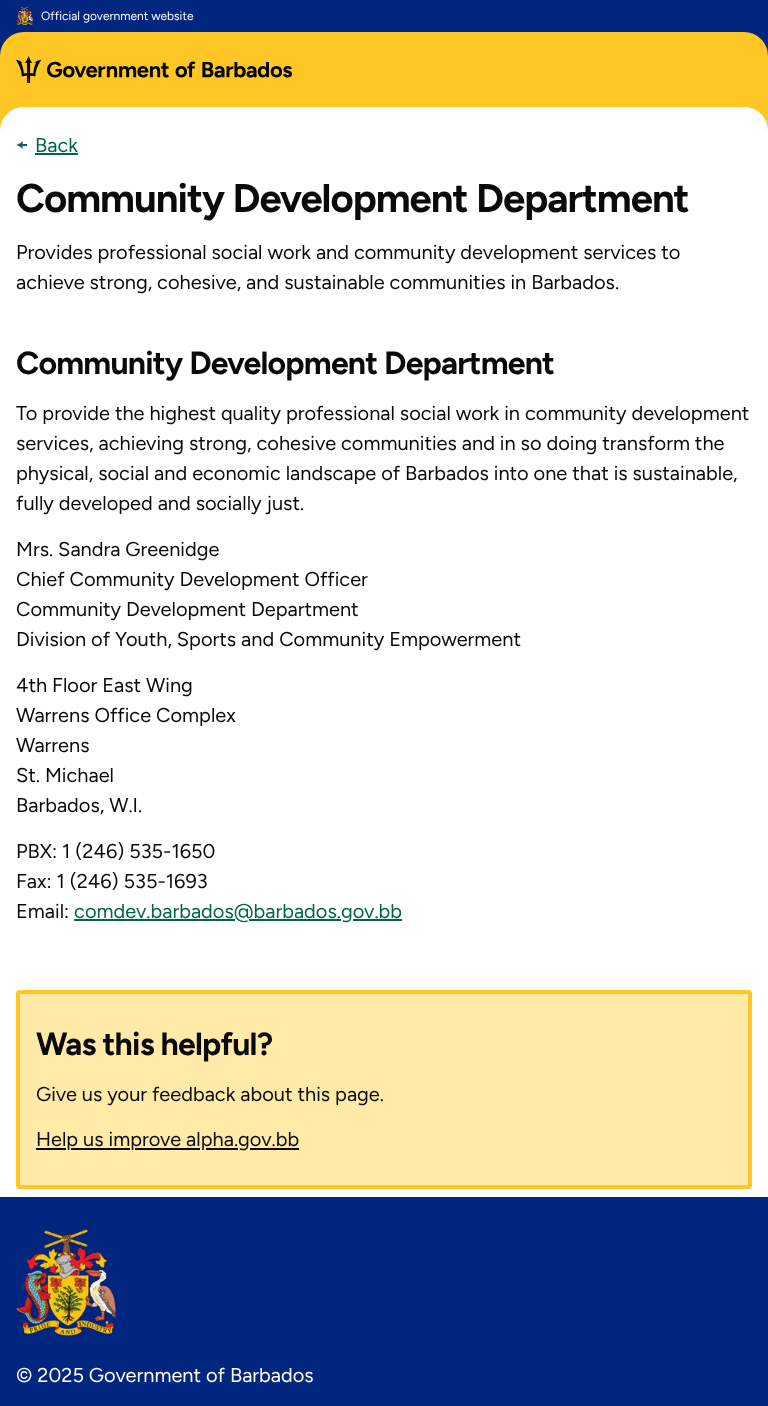 Official government website
Government of Barbados
Back
Community Development Department
Provides professional social work and community development services to
achieve strong, cohesive, and sustainable communities in Barbados.
Community Development Department
To provide the highest quality professional social work in community development
services, achieving strong, cohesive communities and in so doing transform the
physical, social and economic landscape of Barbados into one that is sustainable,
fully developed and socially just.
Mrs. Sandra Greenidge
Chief Community Development Officer
Community Development Department
Division of Youth, Sports and Community Empowerment
4th Floor East Wing
Warrens Office Complex
Warrens
St. Michael
Barbados, W.I.
PBX: 1 (246) 535-1650
Fax: 1 (246) 535-1693
Email: comdev.barbados@barbados.gov.bb
Was this helpful?
Give us your feedback about this page.
Help us improve alpha.gov.bb
PRIDE AND INDUSTRY
© 2025 Government of Barbados